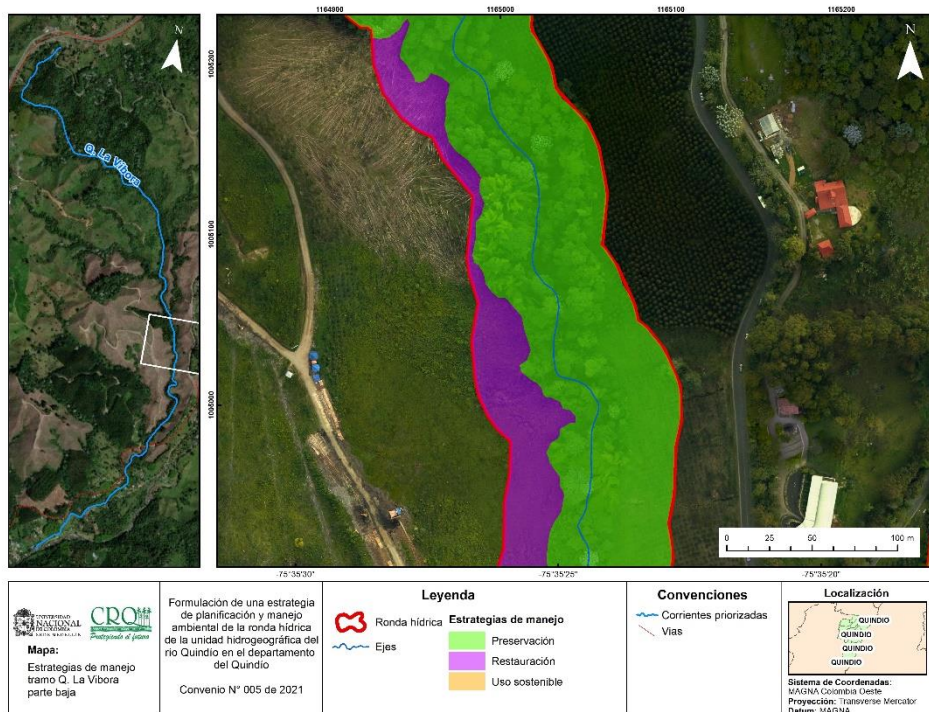 1164900
1165000
1165100
1165200
1008200
1008100
1008000
N
N
Q. La Vibora
0 25 50 100 m
-75°35'30"
-75°35'25"
-75°35'20"
UNIVERSIDAD
NACIONAL
DE COLOMBIA
CRQ
Protegiendo el futuro
Mapa:
Estrategias de manejo
tramo Q. La Vibora
parte baja
Formulación de una estrategia
de planificación y manejo
ambiental de la ronda hídrica
de la unidad hidrogeográfica del
rio Quindío en el departamento
del Quindío
Convenio N° 005 de 2021
Leyenda
Ronda hídrica
Ejes
Estrategias de manejo
Preservación
Restauración
Uso sostenible
Convenciones
Corrientes priorizadas
Vias
Localización
QUINDIO
QUINDIO
QUINDIO
QUINDIO
Sistema de Coordenadas:
MAGNA Colombia Oeste
Proyección: Transverse Mercator
Datum: MAGNA